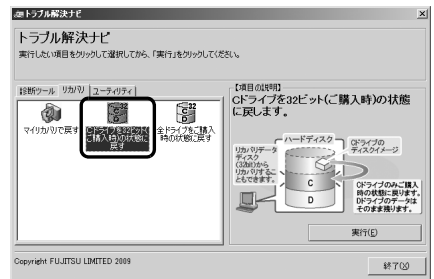 トラブル解決ナビ
トラブル解決ナビ
実行したい項目をクリックして選択してから、「実行」をクリックしてください。
診断ツール
リカバリ
ユーティリティ
マイリカバリで戻す
Cドライブを32ビット(
ご購入時)の状態に
戻す
全ドライブをご購入
時の状態に戻す
【項目の説明】
Cドライブを32ビット(ご購入時)の状態
に戻します。
ハードディスク
Cドライブの
ディスクイメージ
リカバリデータ
ディスク
(32bit)から
リカバリするこ
ともできます。
C
D
Cドライブのみご購入
時の状態に戻ります。
Dドライブのデータは
そのまま残ります。
実行(E)
Copyright FUJITSU LIMITED 2009
終了(X)